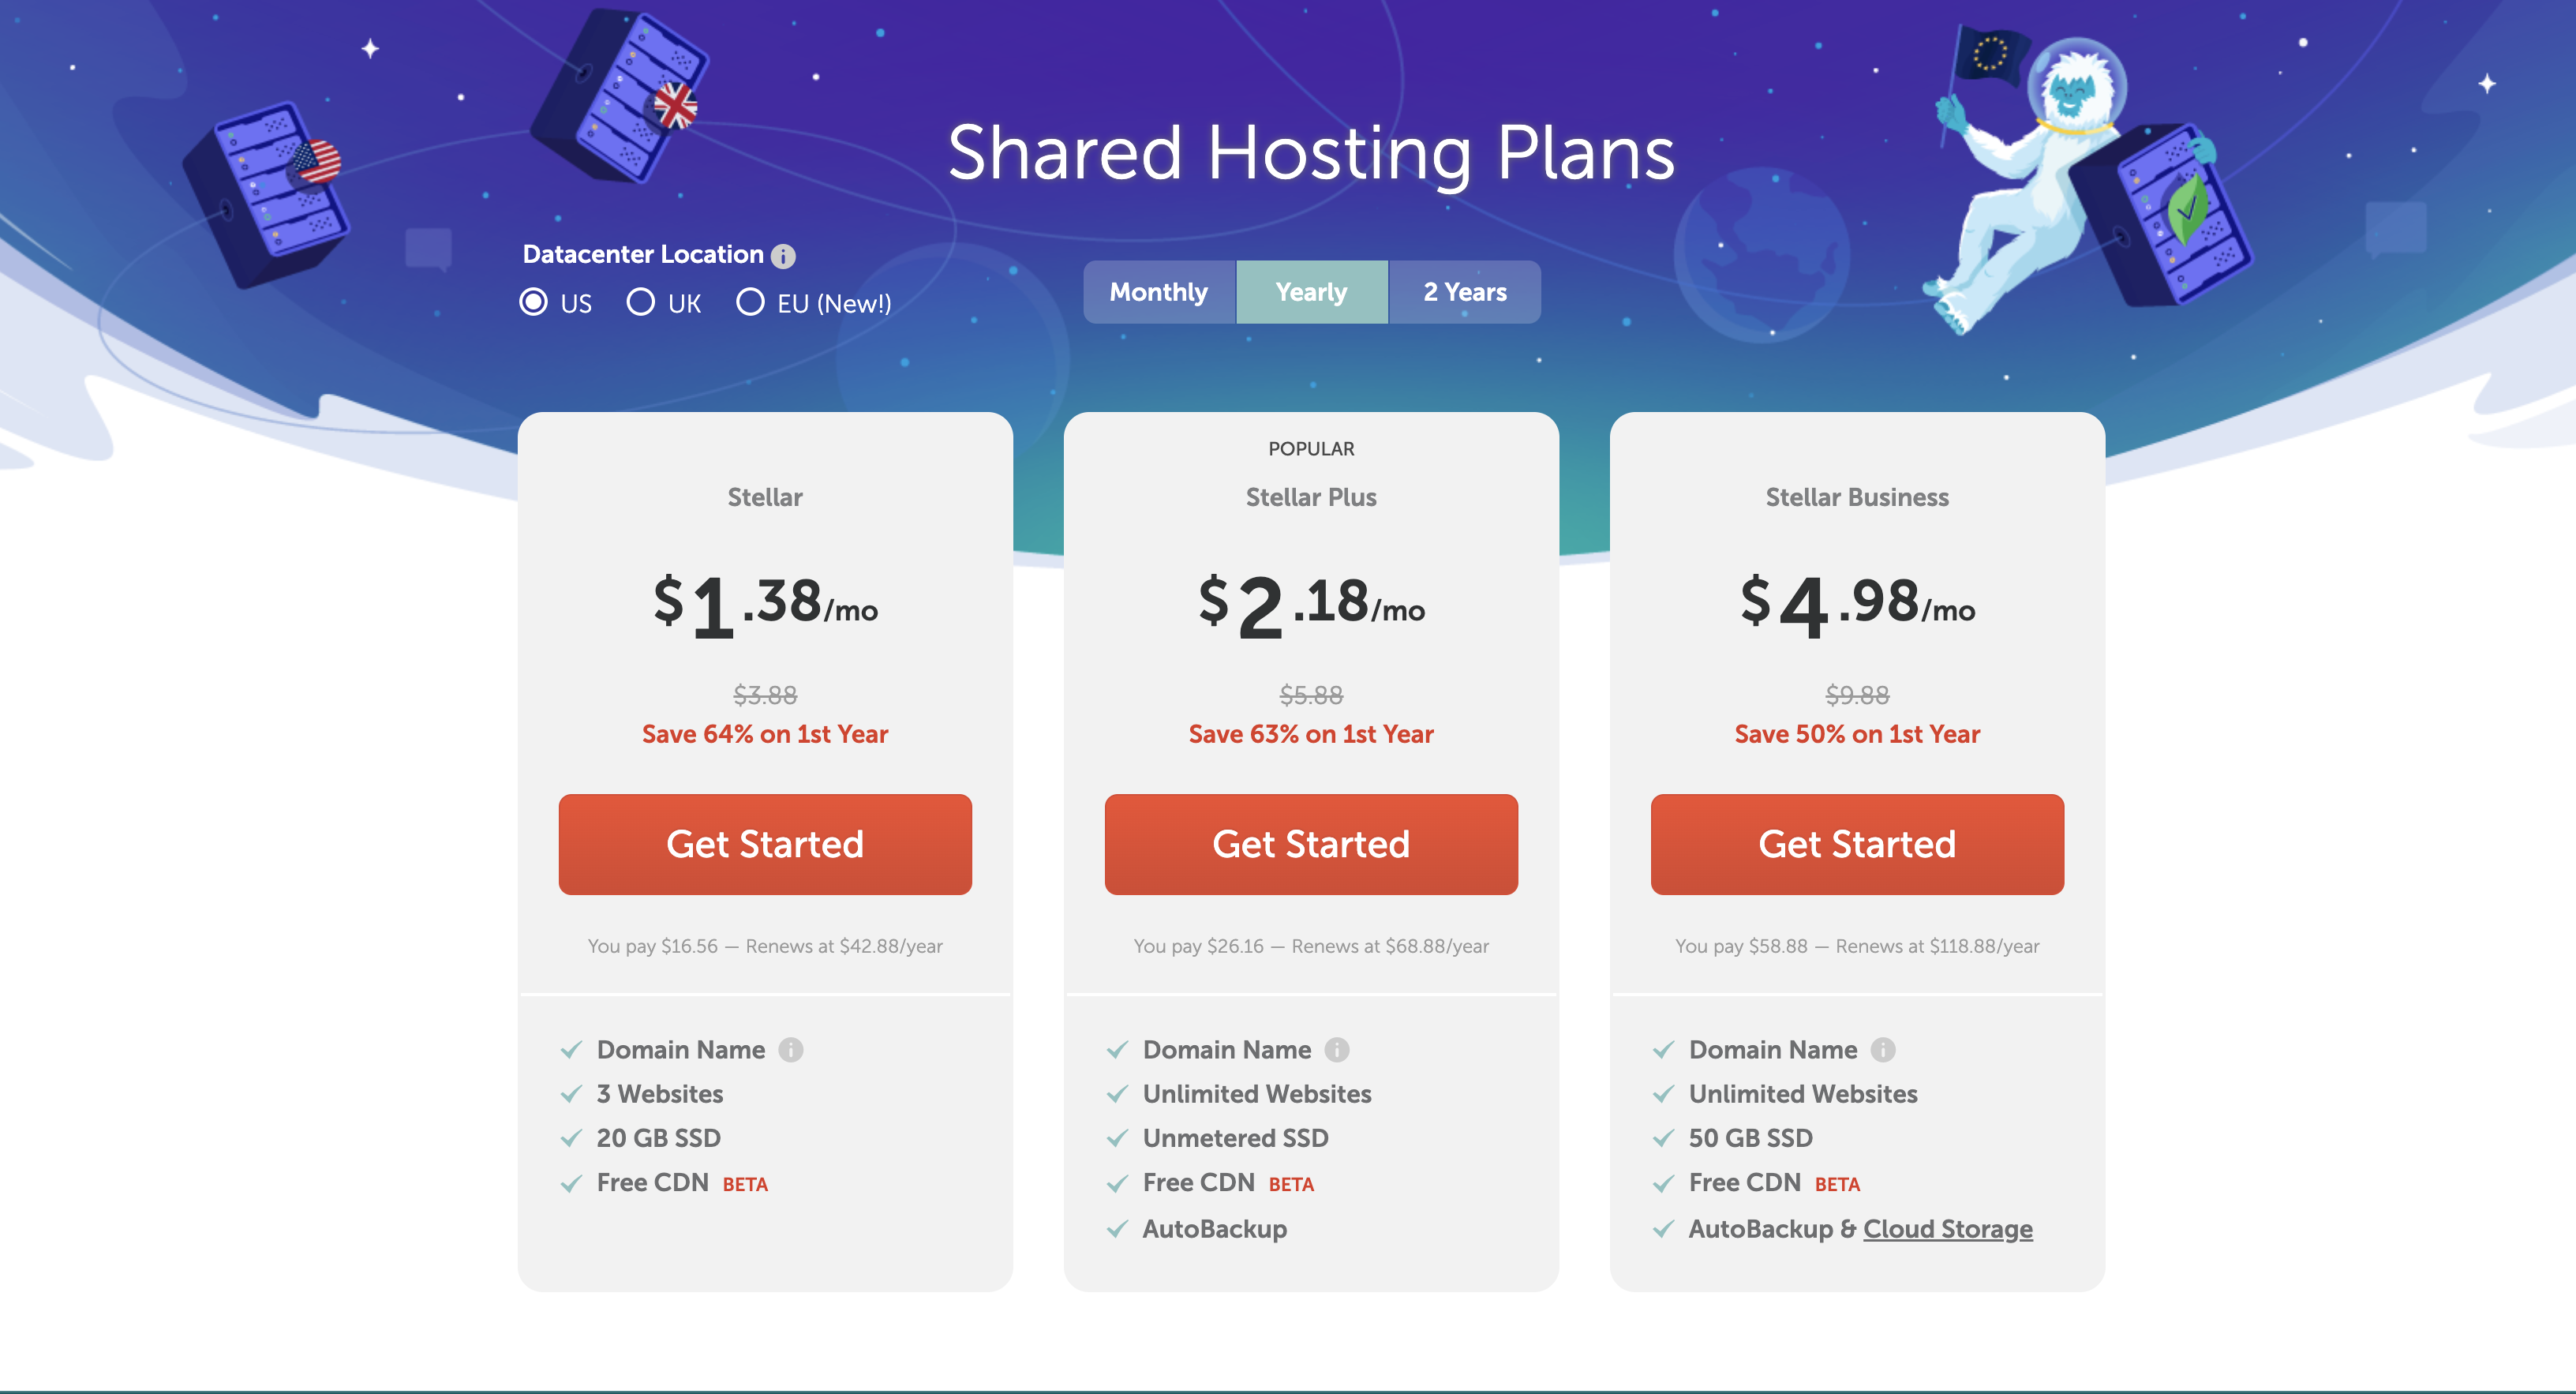 Shared Hosting Plans
Datacenter Location
US UK EU (New!)
Monthly Yearly 2 Years
Stellar
$1.38/mo
$3.88
Save 64% on 1st Year
Get Started
You pay $16.56 — Renews at $42.88/year
Domain Name
3 Websites
20 GB SSD
Free CDN BETA
POPULAR
Stellar Plus
$2.18/mo
$5.88
Save 63% on 1st Year
Get Started
You pay $26.16 — Renews at $68.88/year
Domain Name
Unlimited Websites
Unmetered SSD
Free CDN BETA
AutoBackup
Stellar Business
$4.98/mo
$9.88
Save 50% on 1st Year
Get Started
You pay $58.88 — Renews at $118.88/year
Domain Name
Unlimited Websites
50 GB SSD
Free CDN BETA
AutoBackup & Cloud Storage